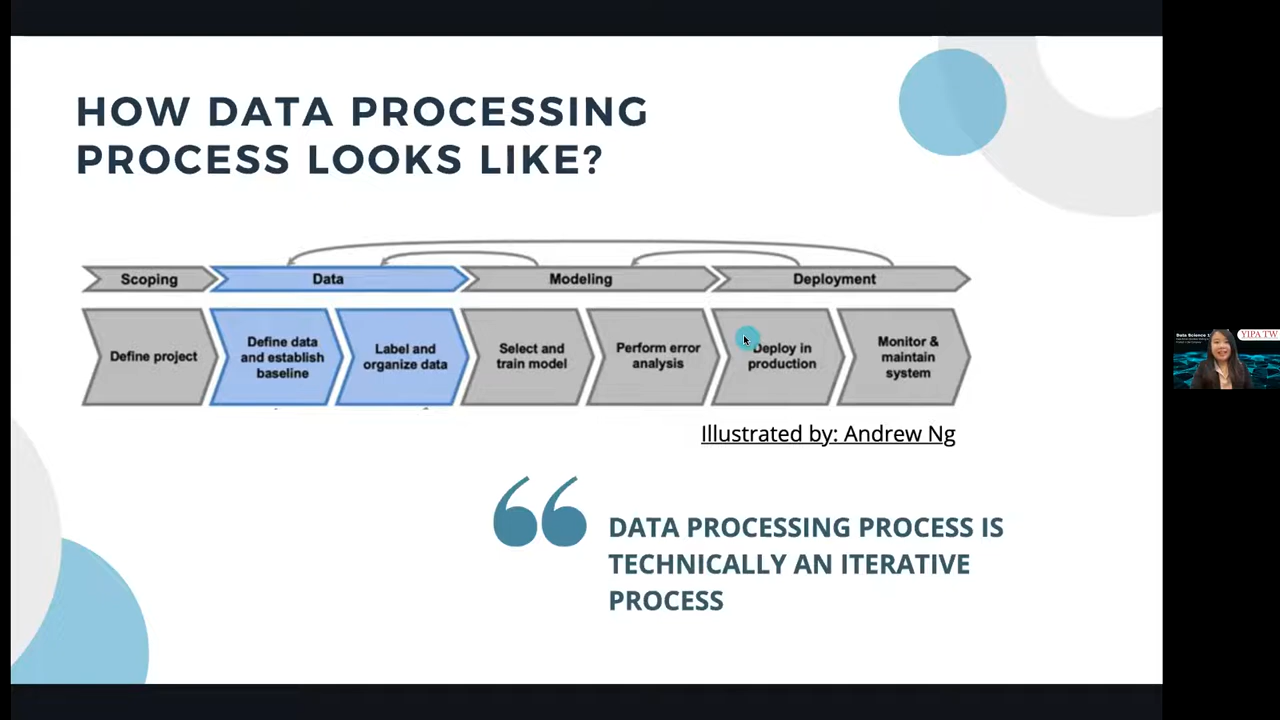 HOW DATA PROCESSING
PROCESS LOOKS LIKE?
Scoping
Data
Modeling
Deployment
Define project
Define data
and establish
baseline
Label and
organize data
Select and
train model
Perform error
analysis
Deploy in
production
Monitor &
maintain
system
Illustrated by: Andrew Ng
DATA PROCESSING PROCESS IS
TECHNICALLY AN ITERATIVE
PROCESS
YIPA TW